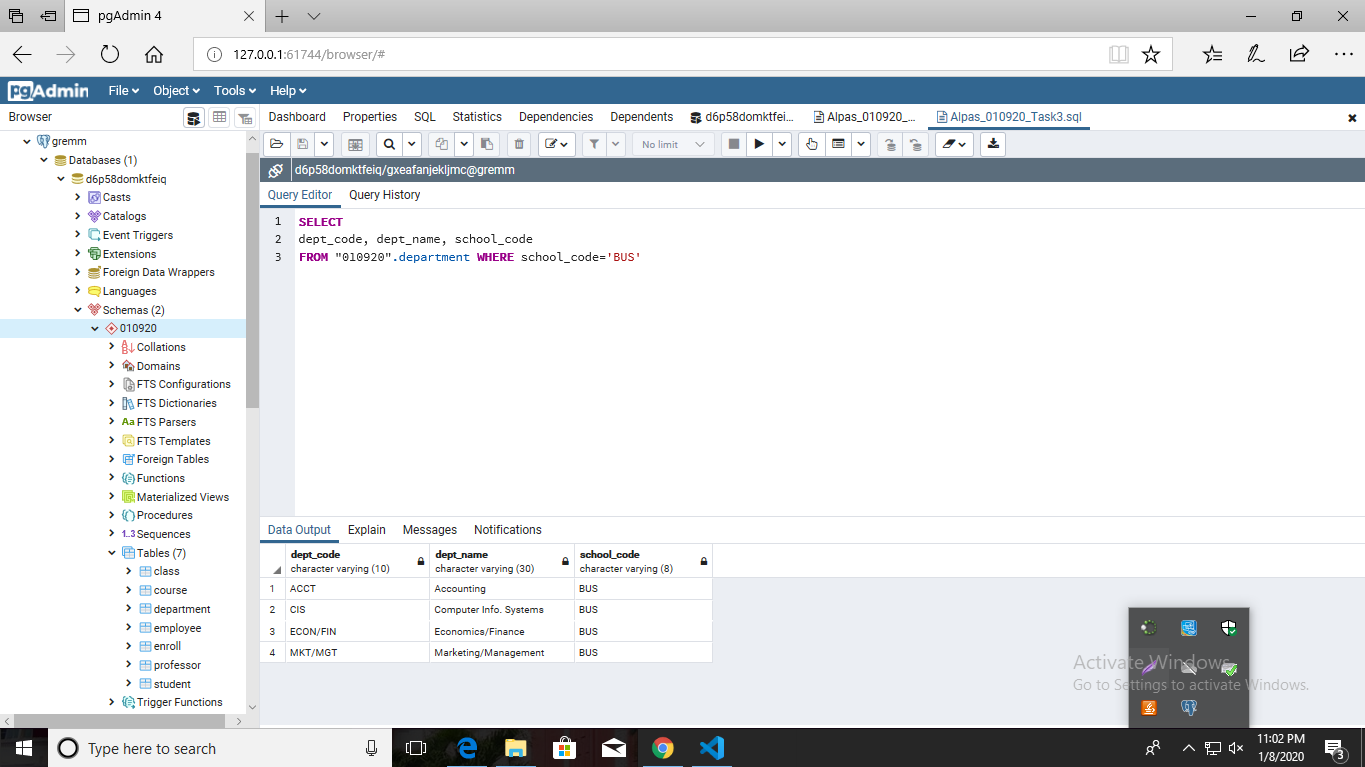 pgAdmin 4
127.0.0.1:61744/browser/#
pgAdmin File Object Tools Help
Browser
Dashboard Properties SQL Statistics Dependencies Dependents d6p58domktfei... Alpas_010920_... Alpas_010920_Task3.sql
No limit
d6p58domktfeiq/gxeafanjekljmc@gremm
Query Editor Query History
1 SELECT
2 dept_code, dept_name, school_code
3 FROM "010920".department WHERE school_code='BUS'
gremm
Databases (1)
d6p58domktfeiq
Casts
Catalogs
Event Triggers
Extensions
Foreign Data Wrappers
Languages
Schemas (2)
010920
Collations
Domains
FTS Configurations
FTS Dictionaries
Aa FTS Parsers
FTS Templates
Foreign Tables
Functions
Materialized Views
Procedures
1..3 Sequences
Tables (7)
class
course
department
employee
enroll
professor
student
Trigger Functions
Data Output Explain Messages Notifications
dept_code dept_name school_code
character varying (10) character varying (30) character varying (8)
1 ACCT Accounting BUS
2 CIS Computer Info. Systems BUS
3 ECON/FIN Economics/Finance BUS
4 MKT/MGT Marketing/Management BUS
Activate Windows
Go to Settings to activate Windows.
Type here to search
11:02 PM
1/8/2020
3